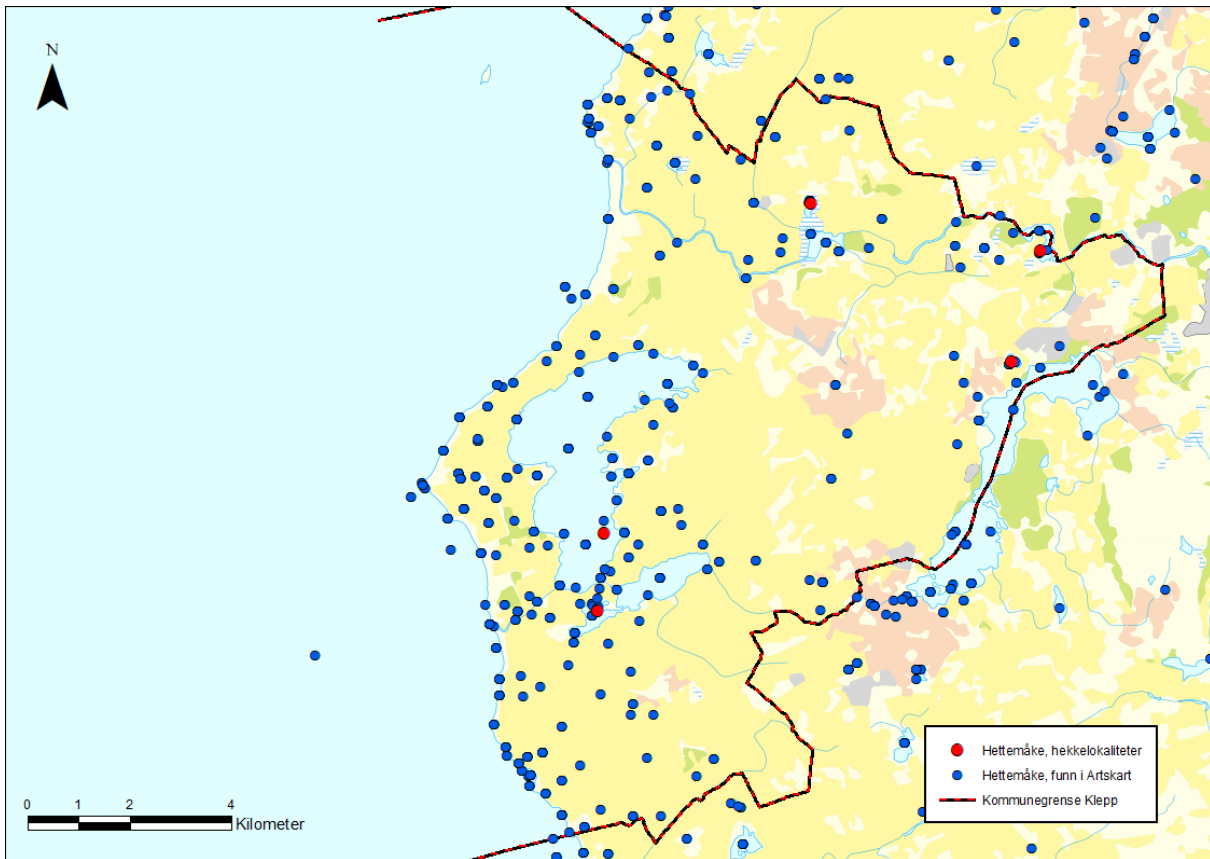 N
Hettemåke, hekkelokaliteter
Hettemåke, funn i Artskart
Kommunegrense Klepp
0 1 2 4
Kilometer